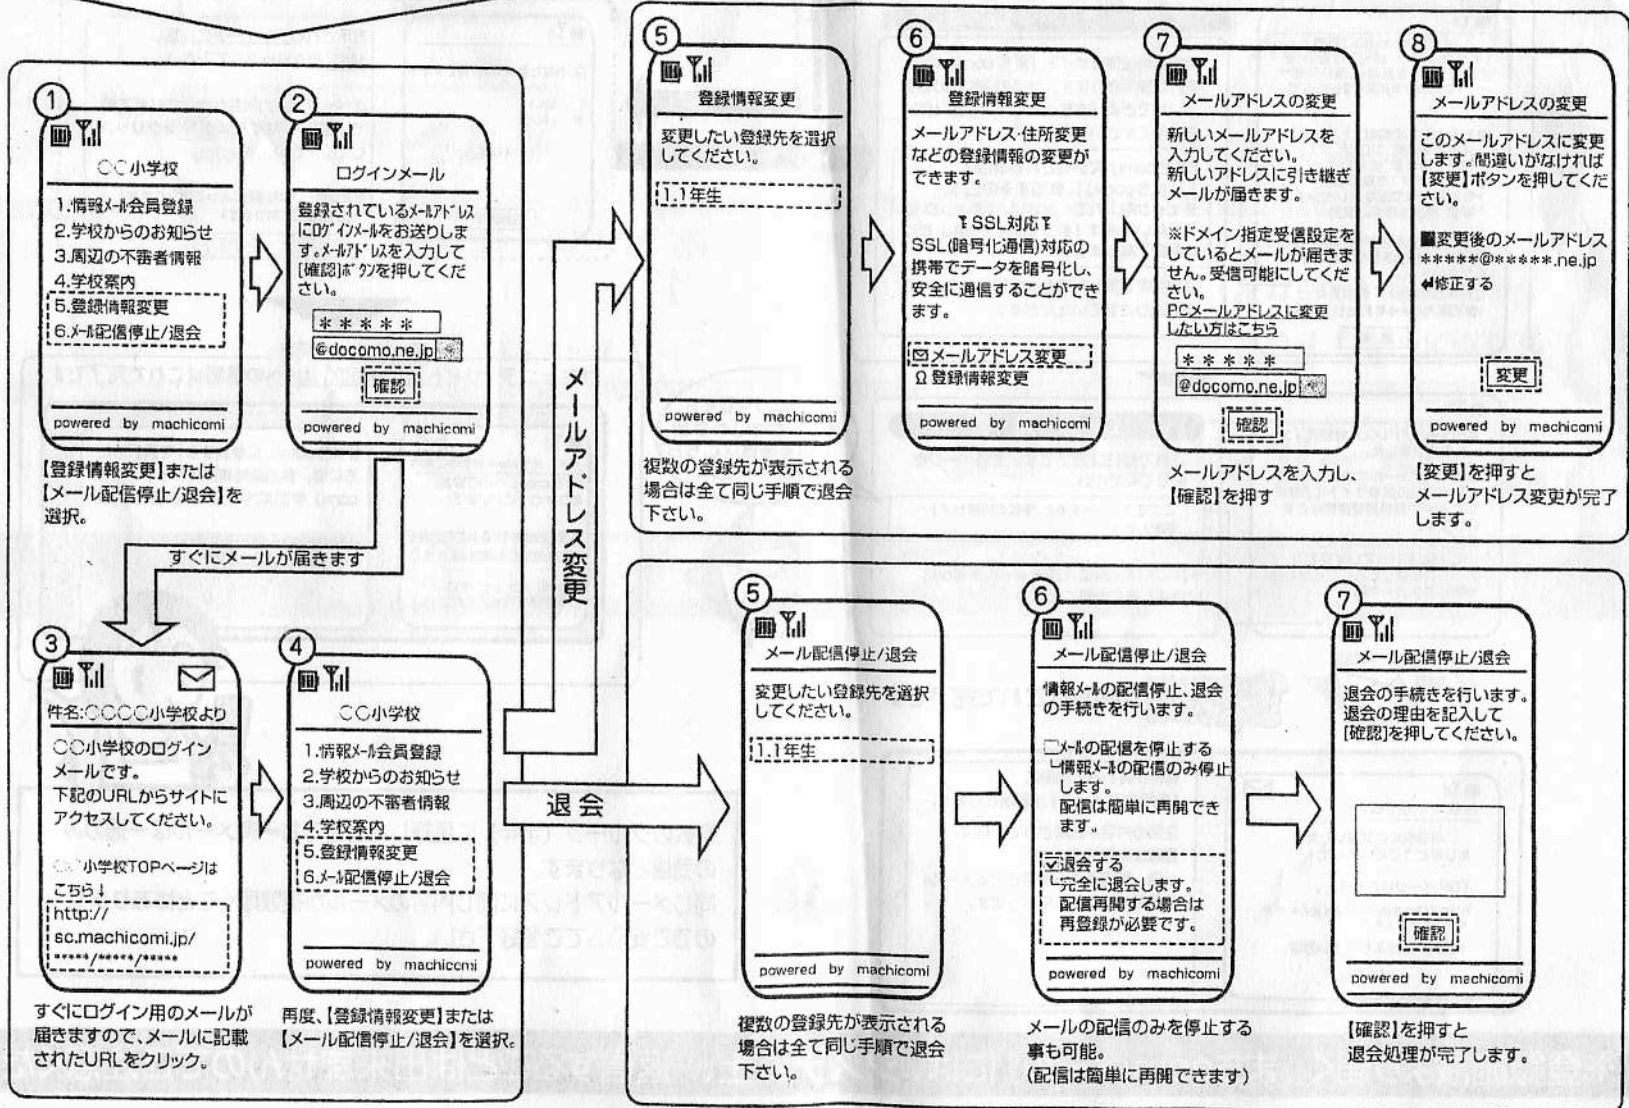 ①
○○小学校
1.情報ﾒｰﾙ会員登録
2.学校からのお知らせ
3.周辺の不審者情報
4.学校案内
5.登録情報変更
6.ﾒｰﾙ配信停止/退会
powered by machicomi
【登録情報変更】または
【メール配信停止/退会】を
選択。
②
ログインメール
登録されているﾒｰﾙｱﾄﾞﾚｽ
にﾛｸﾞｲﾝﾒｰﾙをお送りしま
す。ﾒｰﾙｱﾄﾞﾚｽを入力して
[確認]ﾎﾞﾀﾝを押してくだ
さい。
*****
@docomo.ne.jp
確認
powered by machicomi
すぐにメールが届きます
③
件名:○○○○小学校より
○○小学校のログイン
メールです。
下記のURLからサイトに
アクセスしてください。
○○小学校TOPページは
こちら↓
http://
sc.machicomi.jp/
*****/*****/*****
すぐにログイン用のメールが
届きますので、メールに記載
されたURLをクリック。
④
○○小学校
1.情報ﾒｰﾙ会員登録
2.学校からのお知らせ
3.周辺の不審者情報
4.学校案内
5.登録情報変更
6.ﾒｰﾙ配信停止/退会
powered by machicomi
再度、【登録情報変更】または
【メール配信停止/退会】を選択。
メールアドレス変更
⑤
登録情報変更
変更したい登録先を選択
してください。
1.1年生
powered by machicomi
複数の登録先が表示される
場合は全て同じ手順で退会
下さい。
⑥
登録情報変更
メールアドレス・住所変更
などの登録情報の変更が
できます。
SSL対応
SSL(暗号化通信)対応の
携帯でデータを暗号化し、
安全に通信することができ
ます。
メールアドレス変更
Ω登録情報変更
powered by machicomi
⑦
メールアドレスの変更
新しいメールアドレスを
入力してください。
新しいアドレスに引き継ぎ
メールが届きます。
※ドメイン指定受信設定を
しているとメールが届きま
せん。受信可能にしてくだ
さい。
PCメールアドレスに変更
したい方はこちら
*****
@docomo.ne.jp
確認
メールアドレスを入力し、
【確認】を押す
⑧
メールアドレスの変更
このメールアドレスに変更
します。間違いがなければ
【変更】ボタンを押してくだ
さい。
■変更後のメールアドレス
*****@*****.ne.jp
↵修正する
変更
powered by machicomi
【変更】を押すと
メールアドレス変更が完了
します。
退会
⑤
メール配信停止/退会
変更したい登録先を選択
してください。
1.1年生
powered by machicomi
複数の登録先が表示される
場合は全て同じ手順で退会
下さい。
⑥
メール配信停止/退会
情報ﾒｰﾙの配信停止、退会
の手続きを行います。
□ﾒｰﾙの配信を停止する
└情報ﾒｰﾙの配信のみ停止
します。
配信は簡単に再開でき
ます。
☑退会する
└完全に退会します。
配信再開する場合は
再登録が必要です。
powered by machicomi
メールの配信のみを停止する
事も可能。
(配信は簡単に再開できます)
⑦
メール配信停止/退会
退会の手続きを行います。
退会の理由を記入して
[確認]を押してください。
確認
powered by machicomi
【確認】を押すと
退会処理が完了します。